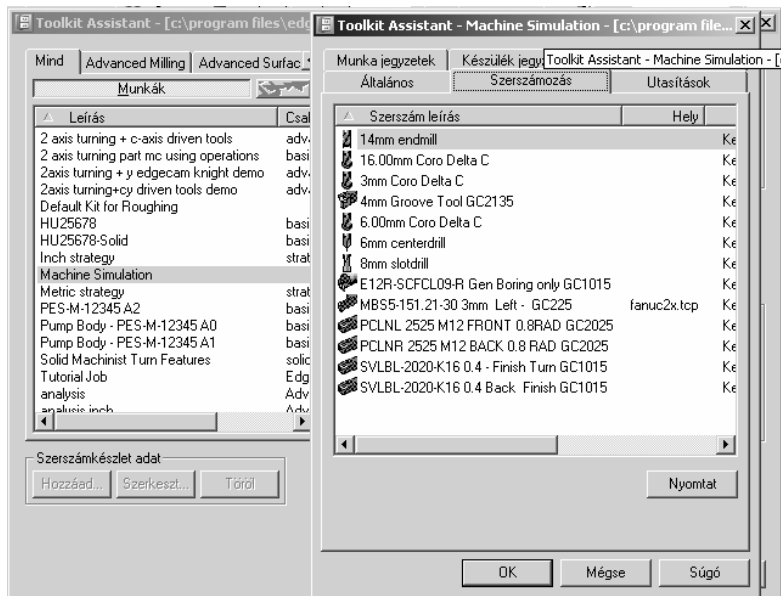 Toolkit Assistant - [c:\program files\edg
Mind
Advanced Milling
Advanced Surfac
Munkák
Leírás
Csal
2 axis turning + c-axis driven tools adv
2 axis turning part mc using operations basi
2axis turning + y edgecam knight demo adv
2axis turning+cy driven tools demo adv
Default Kit for Roughing
HU25678 basi
HU25678-Solid basi
Inch strategy strat
Machine Simulation
Metric strategy strat
PES-M-12345 A2 basi
Pump Body - PES-M-12345 A0 basi
Pump Body - PES-M-12345 A1 basi
Solid Machinist Turn Features solid
Tutorial Job Edg
analysis Adv
analysis inch Adv
Szerszámkészlet adat
Hozzáad... Szerkeszt... Töröl
Toolkit Assistant - Machine Simulation - [c:\program file...
Munka jegyzetek
Készülék jegy
Toolkit Assistant - Machine Simulation - [
Általános
Szerszámozás
Utasítások
Szerszám leírás
Hely
14mm endmill Ke
16.00mm Coro Delta C Ke
3mm Coro Delta C Ke
4mm Groove Tool GC2135 Ke
6.00mm Coro Delta C Ke
6mm centerdrill Ke
8mm slotdrill Ke
E12R-SCFCL09-R Gen Boring only GC1015 Ke
MBS5-151.21-30 3mm Left - GC225 fanuc2x.tcp Ke
PCLNL 2525 M12 FRONT 0.8RAD GC2025 Ke
PCLNR 2525 M12 BACK 0.8 RAD GC2025 Ke
SVLBL-2020-K16 0.4 - Finish Turn GC1015 Ke
SVLBL-2020-K16 0.4 Back Finish GC1015 Ke
Nyomtat
OK Mégse Súgó